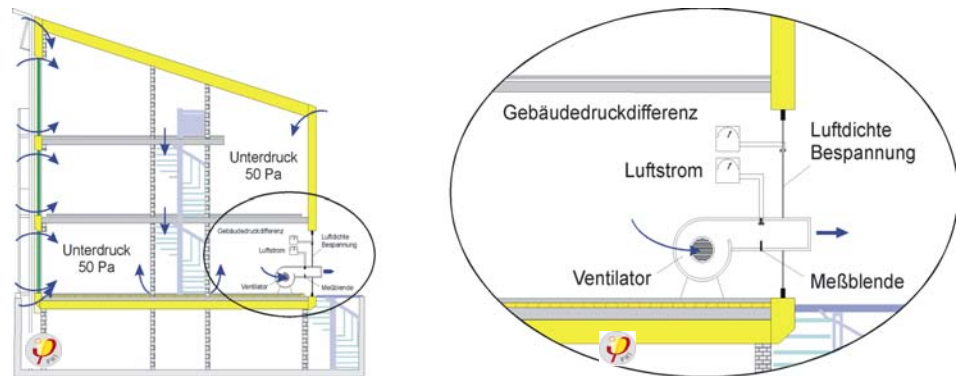 Unterdruck
50 Pa
Unterdruck
50 Pa
Gebäudedruckdifferenz
Luftstrom
Luftdichte
Bespannung
Ventilator
Meßblende
Gebäudedruckdifferenz
Luftstrom
Luftdichte
Bespannung
Ventilator
Meßblende